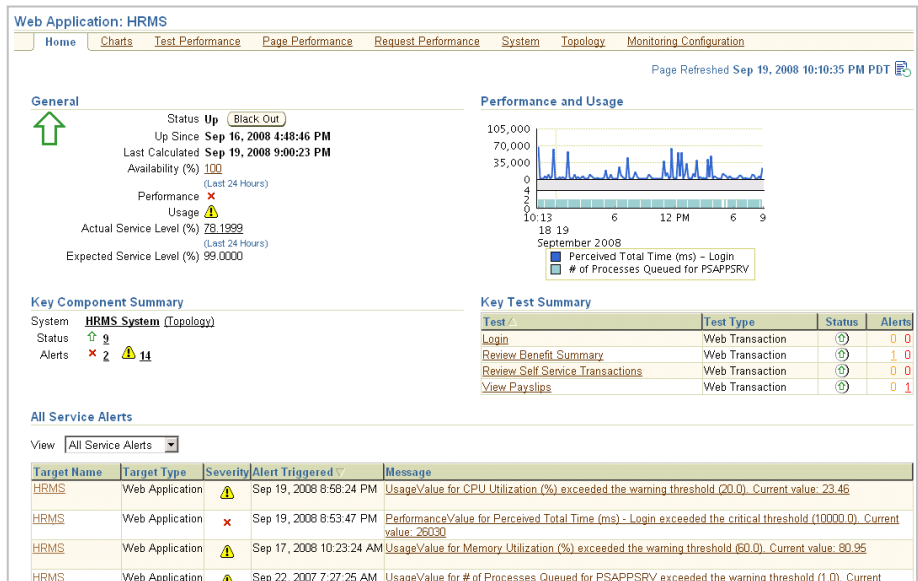 Web Application: HRMS
Home Charts Test Performance Page Performance Request Performance System Topology Monitoring Configuration
Page Refreshed Sep 19, 2008 10:10:35 PM PDT
General
Status Up Black Out
Up Since Sep 16, 2008 4:48:46 PM
Last Calculated Sep 19, 2008 9:00:23 PM
Availability (%) 100
(Last 24 Hours)
Performance
Usage
Actual Service Level (%) 78.1999
(Last 24 Hours)
Expected Service Level (%) 99.0000
Performance and Usage
105,000
70,000
35,000
0
4
2
0
10:13 6 12 PM 6 9
18 19
September 2008
Perceived Total Time (ms) - Login
# of Processes Queued for PSAPPSRV
Key Component Summary
System HRMS System (Topology)
Status 9
Alerts 2 14
Key Test Summary
Test Test Type Status Alerts
Login Web Transaction 0 0
Review Benefit Summary Web Transaction 1 0
Review Self Service Transactions Web Transaction 0 0
View Payslips Web Transaction 0 1
All Service Alerts
View All Service Alerts
Target Name Target Type Severity Alert Triggered Message
HRMS Web Application Sep 19, 2008 8:58:24 PM UsageValue for CPU Utilization (%) exceeded the warning threshold (20.0). Current value: 23.46
HRMS Web Application Sep 19, 2008 8:53:47 PM PerformanceValue for Perceived Total Time (ms) - Login exceeded the critical threshold (10000.0). Current
value: 26030
HRMS Web Application Sep 17, 2008 10:23:24 AM UsageValue for Memory Utilization (%) exceeded the warning threshold (60.0). Current value: 80.95
HRMS Web Application Sep 22, 2007 7:27:25 AM UsageValue for # of Processes Queued for PSAPPSRV exceeded the warning threshold (1.0). Current